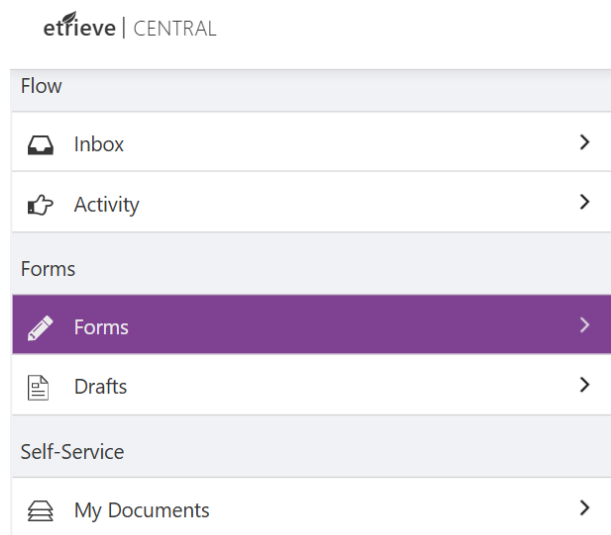 etrieve | CENTRAL
Flow
Inbox
Activity
Forms
Forms
Drafts
Self-Service
My Documents